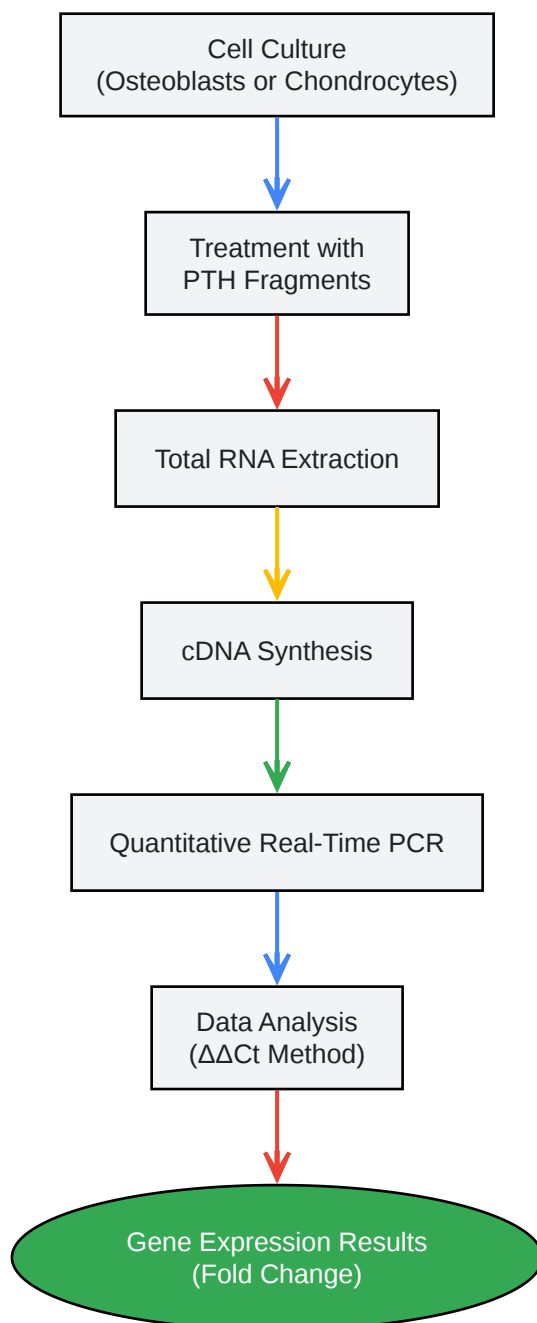 Cell Culture
(Osteoblasts or Chondrocytes)
Treatment with
PTH Fragments
Total RNA Extraction
cDNA Synthesis
Quantitative Real-Time PCR
Data Analysis
(ΔΔCt Method)
Gene Expression Results
(Fold Change)